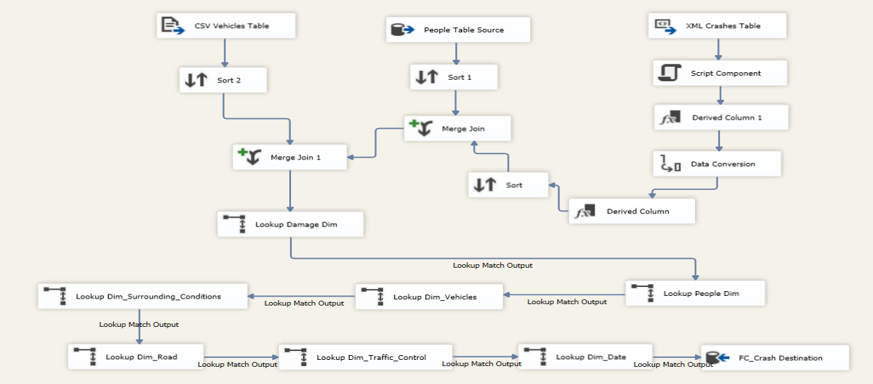 CSV Vehicles Table
People Table Source
XML Crashes Table
Sort 2
Sort 1
Script Component
Derived Column 1
Merge Join
Merge Join 1
Data Conversion
Sort
Derived Column
Lookup Damage Dim
Lookup Match Output
Lookup People Dim
Lookup Match Output
Lookup Dim_Vehicles
Lookup Match Output
Lookup Dim_Surrounding_Conditions
Lookup Match Output
Lookup Dim_Road
Lookup Match Output
Lookup Dim_Traffic_Control
Lookup Match Output
Lookup Dim_Date
Lookup Match Output
FC_Crash Destination